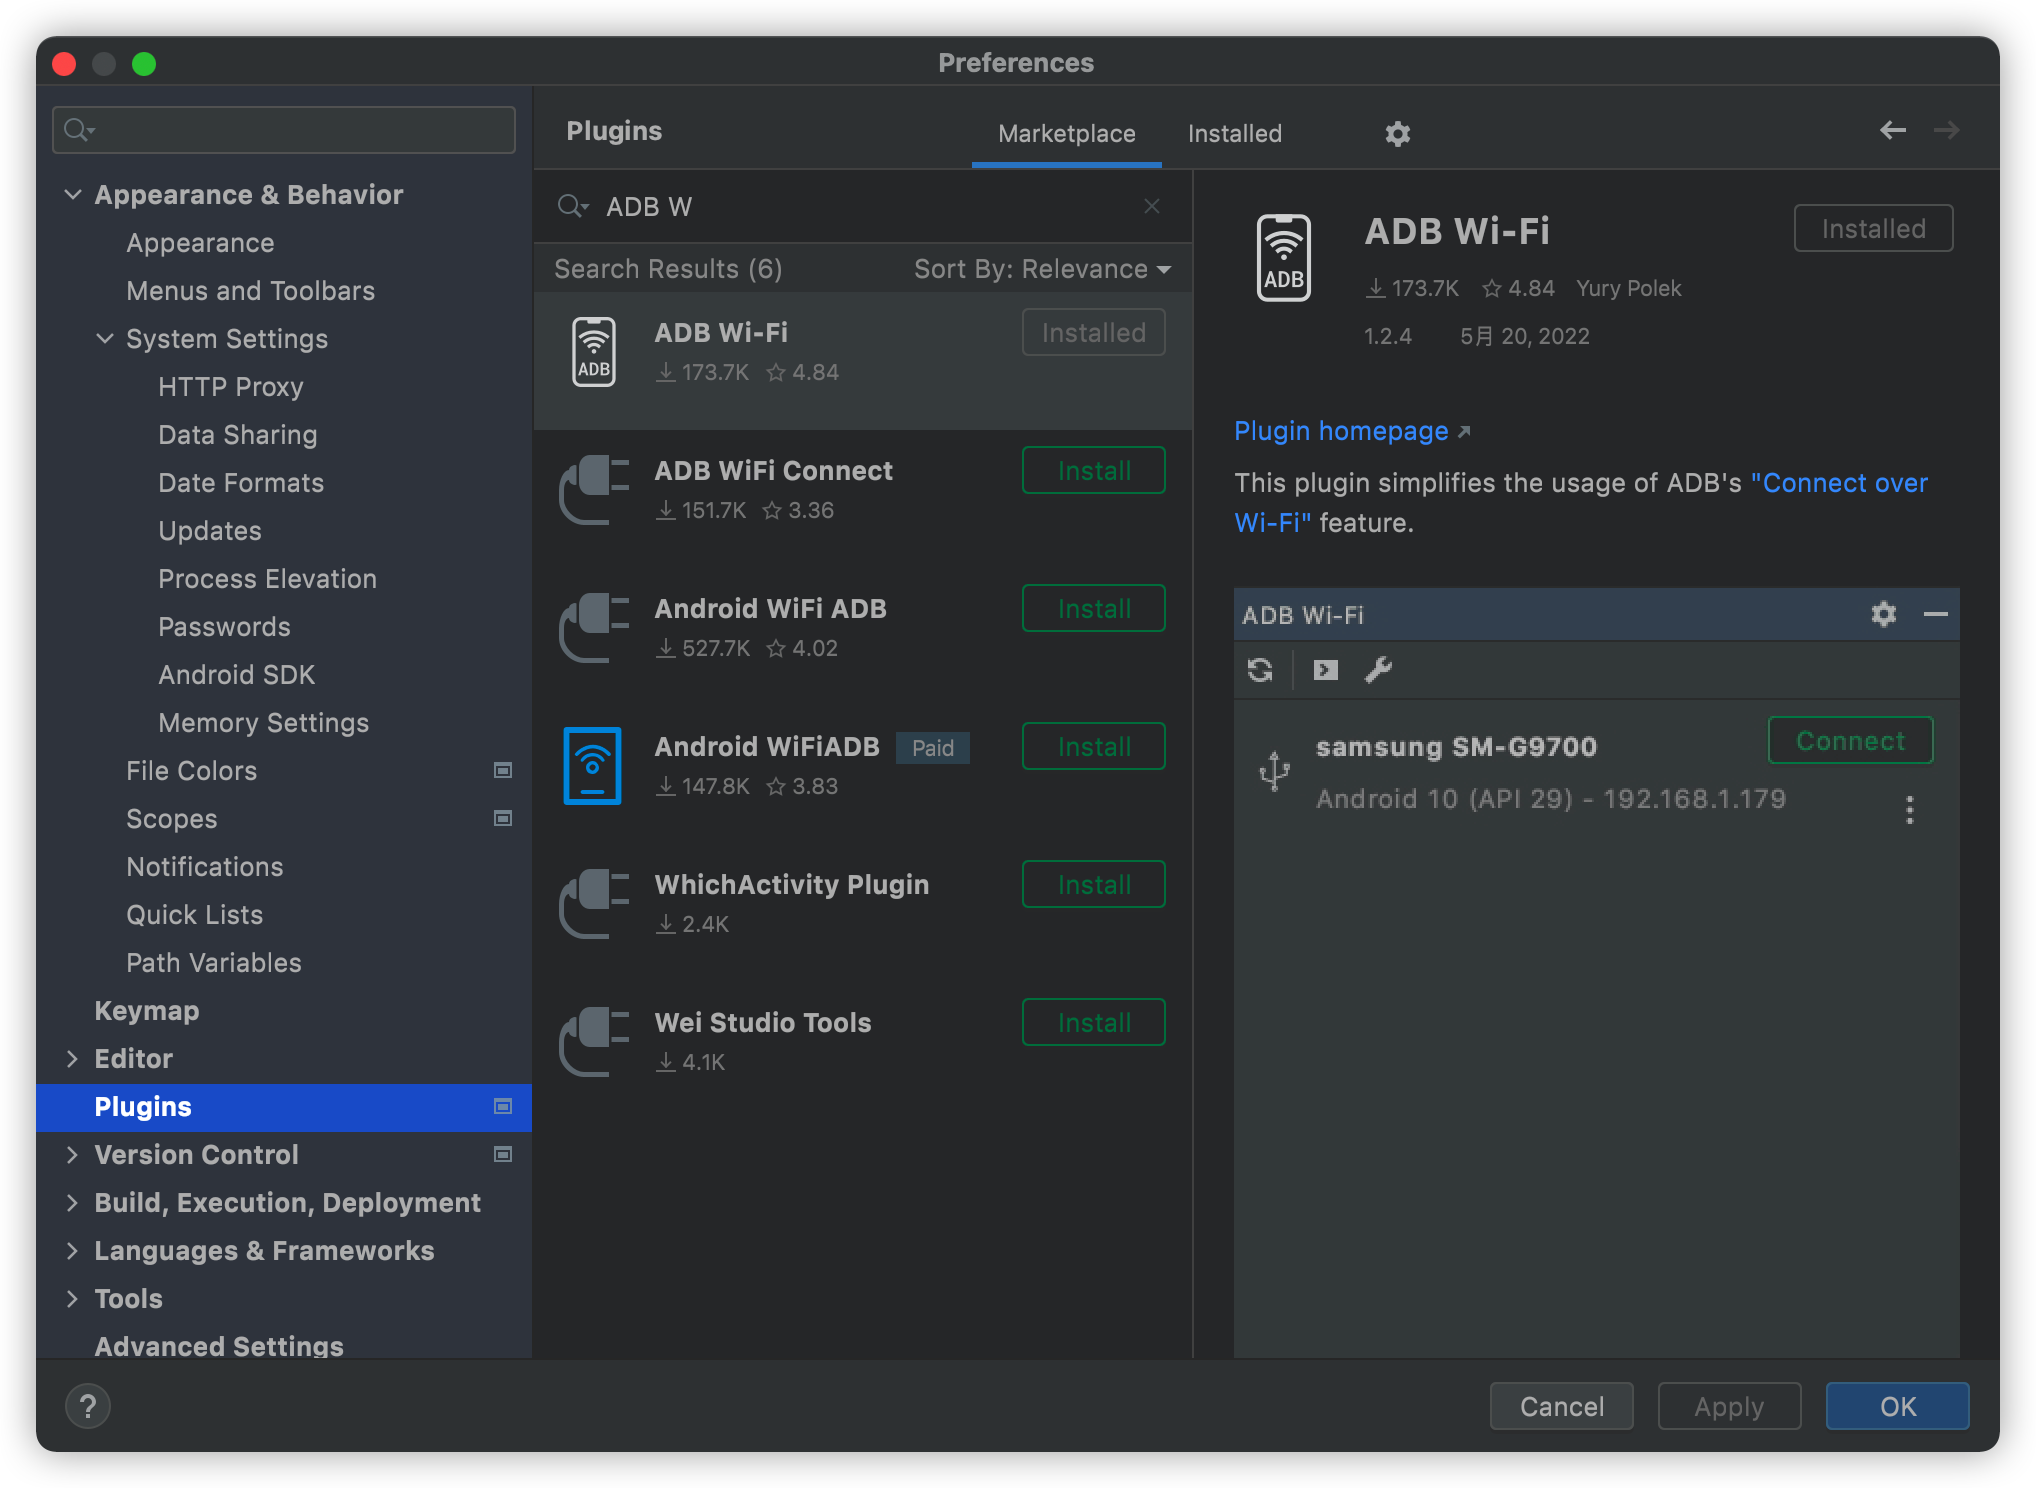 Preferences
Appearance & Behavior
Appearance
Menus and Toolbars
System Settings
HTTP Proxy
Data Sharing
Date Formats
Updates
Process Elevation
Passwords
Android SDK
Memory Settings
File Colors
Scopes
Notifications
Quick Lists
Path Variables
Keymap
Editor
Plugins
Version Control
Build, Execution, Deployment
Languages & Frameworks
Tools
Advanced Settings
Plugins
Marketplace
Installed
ADB W
Search Results (6)
Sort By: Relevance
ADB
ADB Wi-Fi
Installed
173.7K 4.84
ADB WiFi Connect
Install
151.7K 3.36
Android WiFi ADB
Install
527.7K 4.02
Android WiFiADB
Paid
Install
147.8K 3.83
WhichActivity Plugin
Install
2.4K
Wei Studio Tools
Install
4.1K
ADB
ADB Wi-Fi
Installed
173.7K 4.84 Yury Polek
1.2.4 5月 20, 2022
Plugin homepage
This plugin simplifies the usage of ADB's "Connect over
Wi-Fi" feature.
ADB Wi-Fi
samsung SM-G9700
Connect
Android 10 (API 29) - 192.168.1.179
?
Cancel
Apply
OK